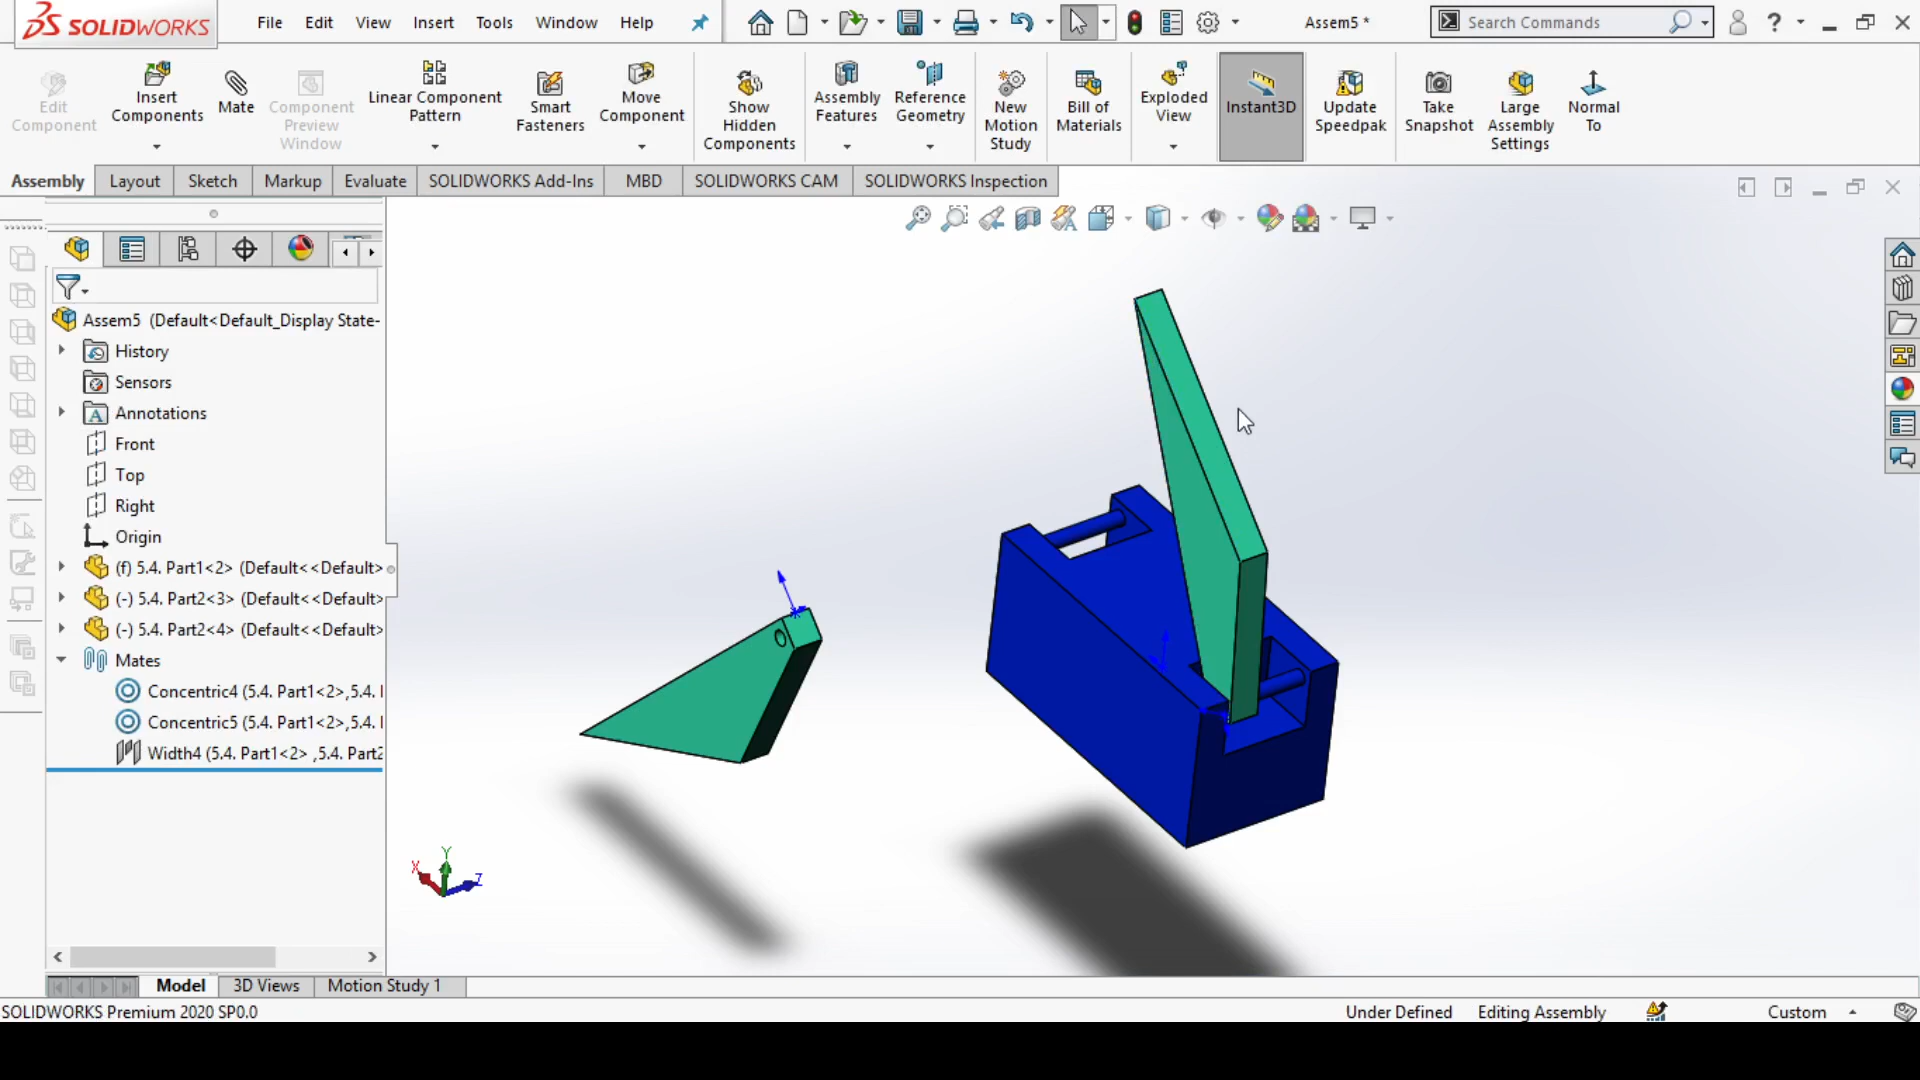 SOLIDWORKS File Edit View Insert Tools Window Help Assem5 * Search Commands ?
Edit Component
Insert Components
Mate
Component Preview Window
Linear Component Pattern
Smart Fasteners
Move Component
Show Hidden Components
Assembly Features
Reference Geometry
New Motion Study
Bill of Materials
Exploded View
Instant3D
Update Speedpak
Take Snapshot
Large Assembly Settings
Normal To
Assembly Layout Sketch Markup Evaluate SOLIDWORKS Add-Ins MBD SOLIDWORKS CAM SOLIDWORKS Inspection
Assem5 (Default<Default_Display State-
History
Sensors
Annotations
Front
Top
Right
Origin
(f) 5.4. Part1<2> (Default<<Default>
(-) 5.4. Part2<3> (Default<<Default>
(-) 5.4. Part2<4> (Default<<Default>
Mates
Concentric4 (5.4. Part1<2>,5.4. 
Concentric5 (5.4. Part1<2>,5.4. 
Width4 (5.4. Part1<2> ,5.4. Part2
Y
X
Z
Model 3D Views Motion Study 1
SOLIDWORKS Premium 2020 SP0.0 Under Defined Editing Assembly Custom